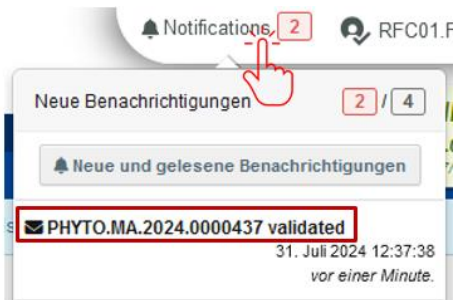 Notifications 2 RFC01.F
Neue Benachrichtigungen 2 / 4
Neue und gelesene Benachrichtigungen
PHYTO.MA.2024.0000437 validated
31. Juli 2024 12:37:38
vor einer Minute.